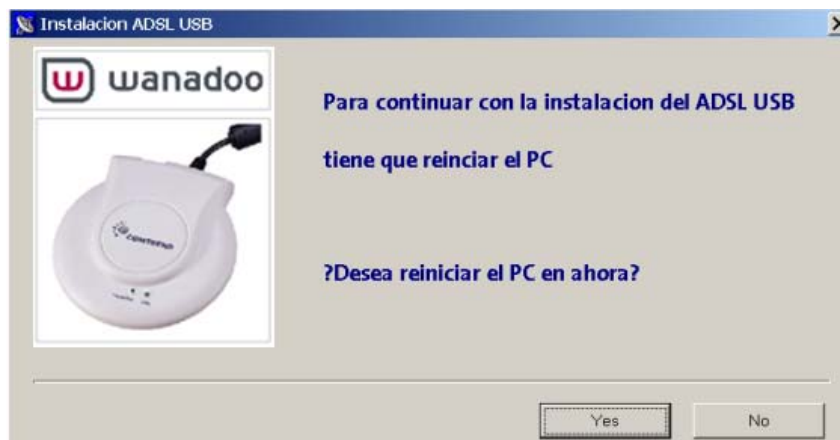 Instalacion ADSL USB
w wanadoo
Para continuar con la instalacion del ADSL USB
tiene que reinciar el PC
COMTREND
?Desea reiniciar el PC en ahora?
Yes
No